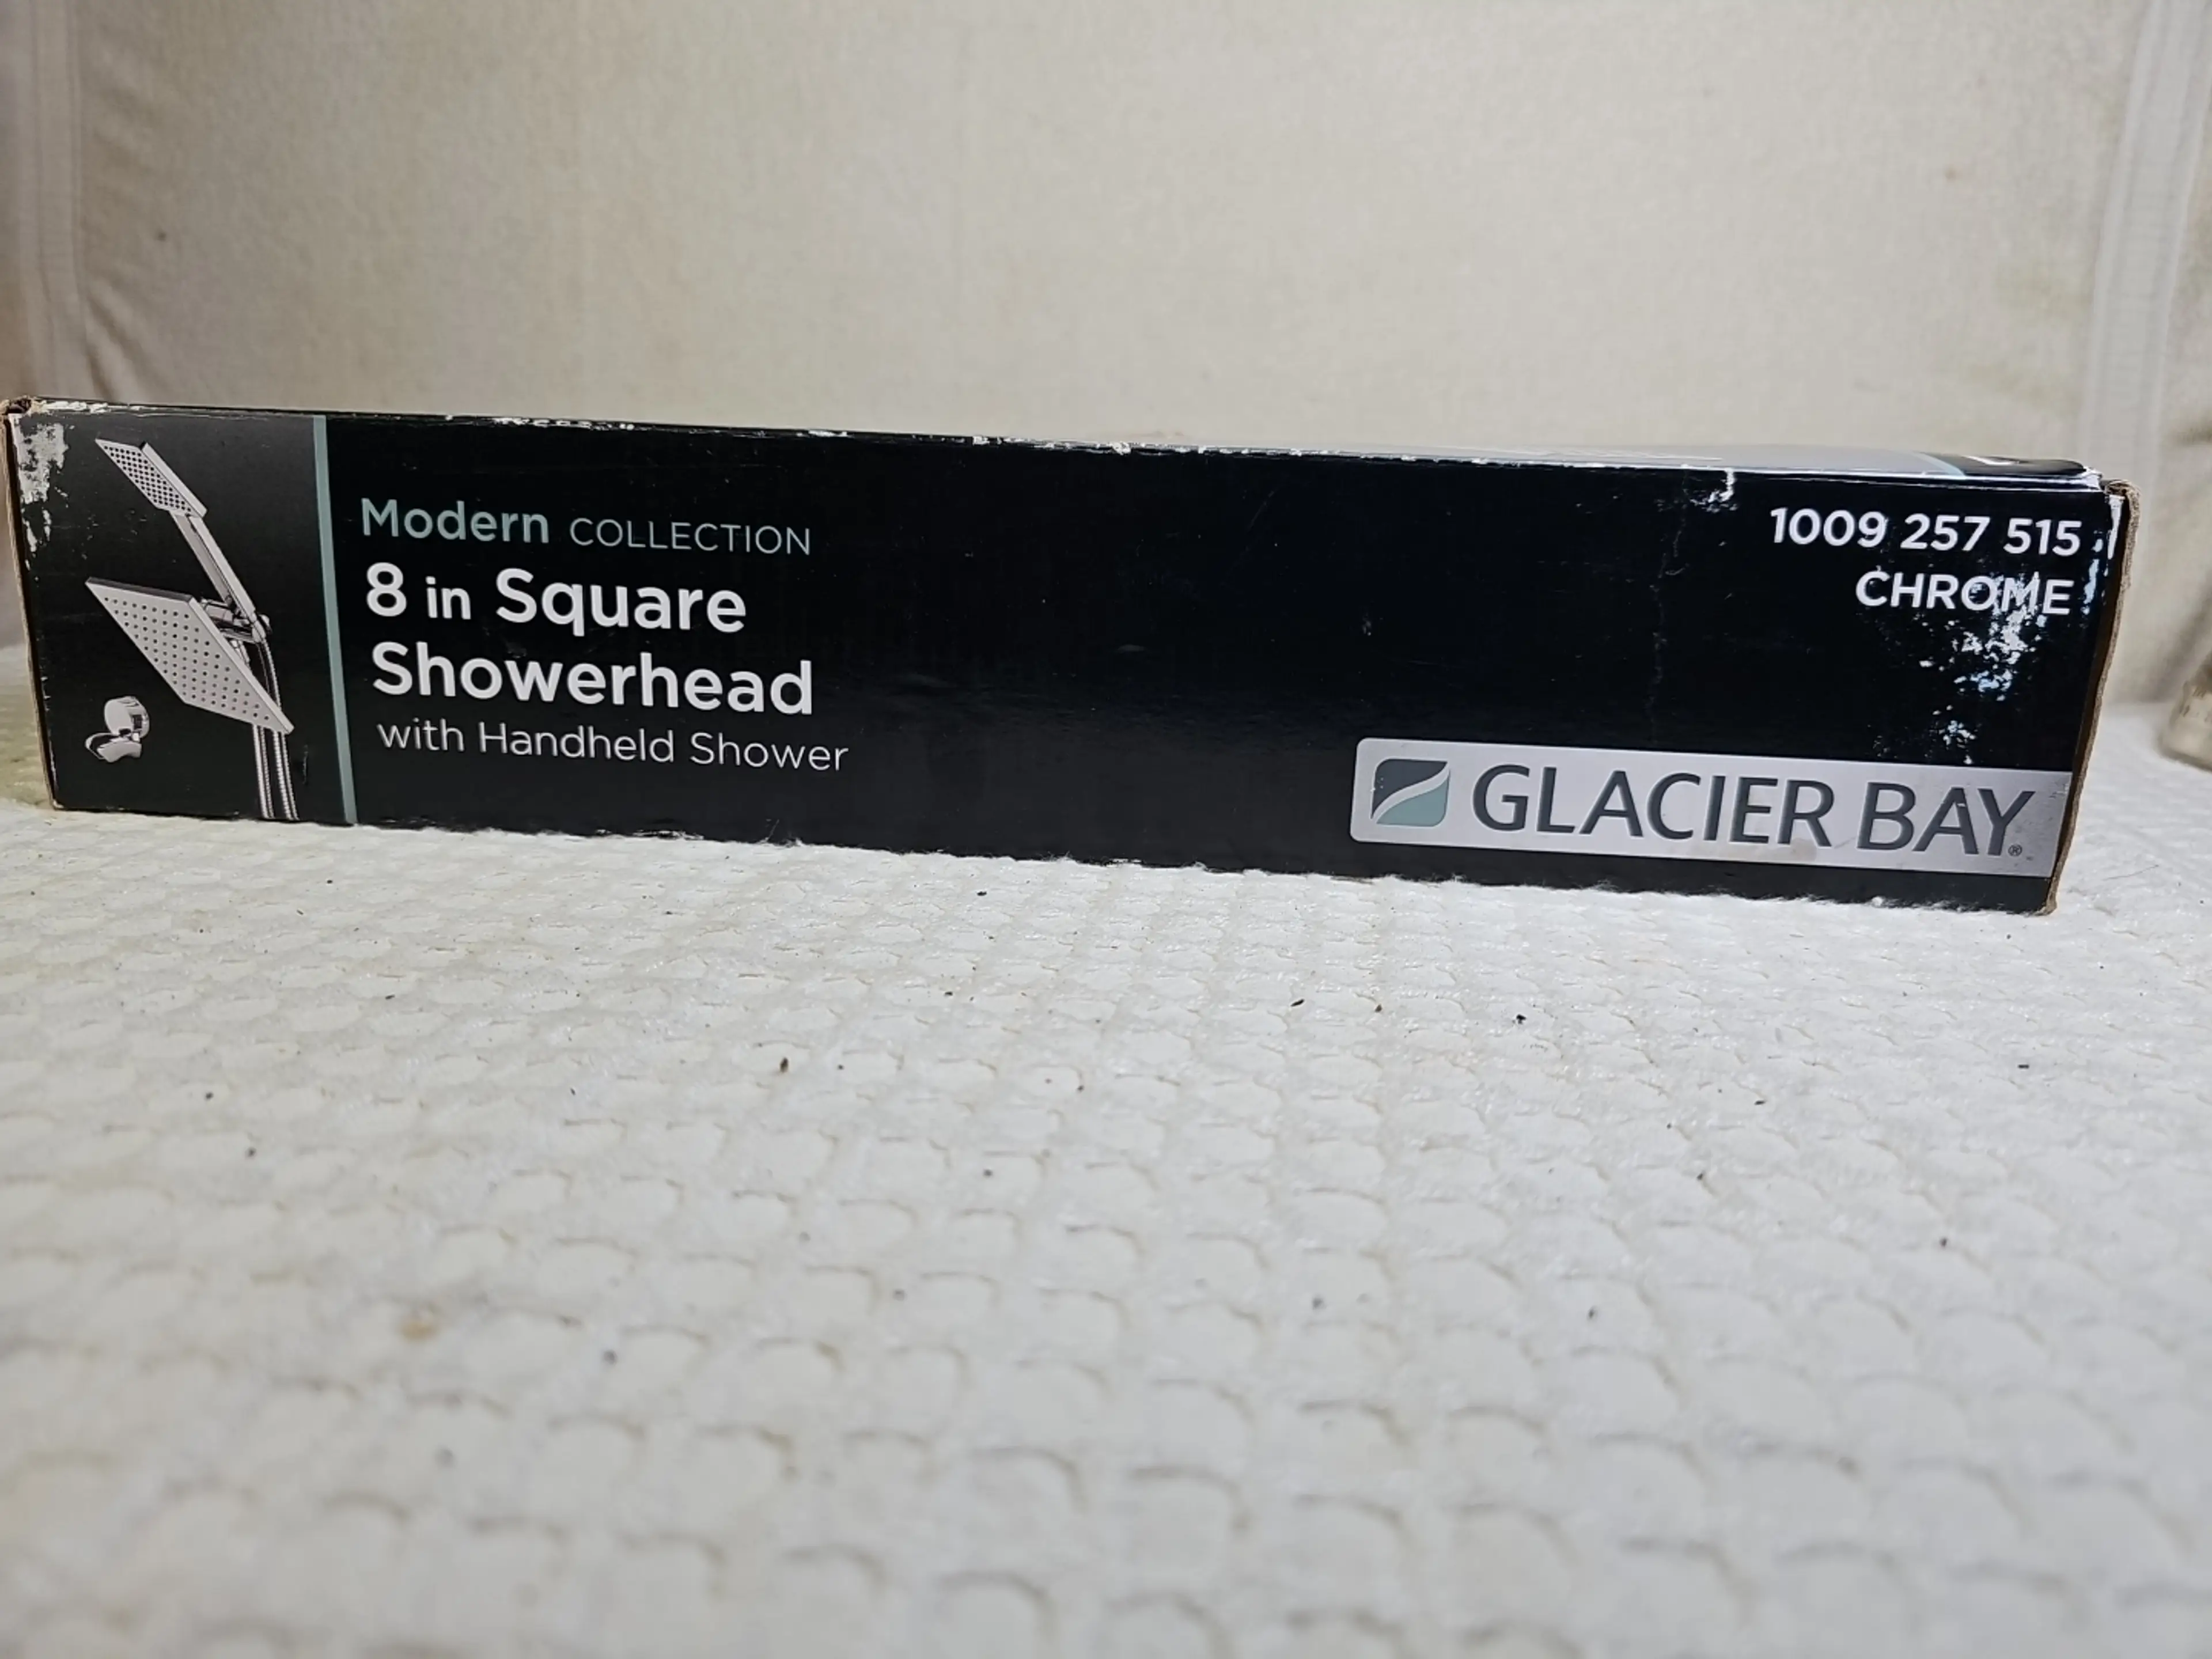 Modern COLLECTION
8 in Square
Showerhead
with Handheld Shower
1009 257 515
CHROME
GLACIER BAY®